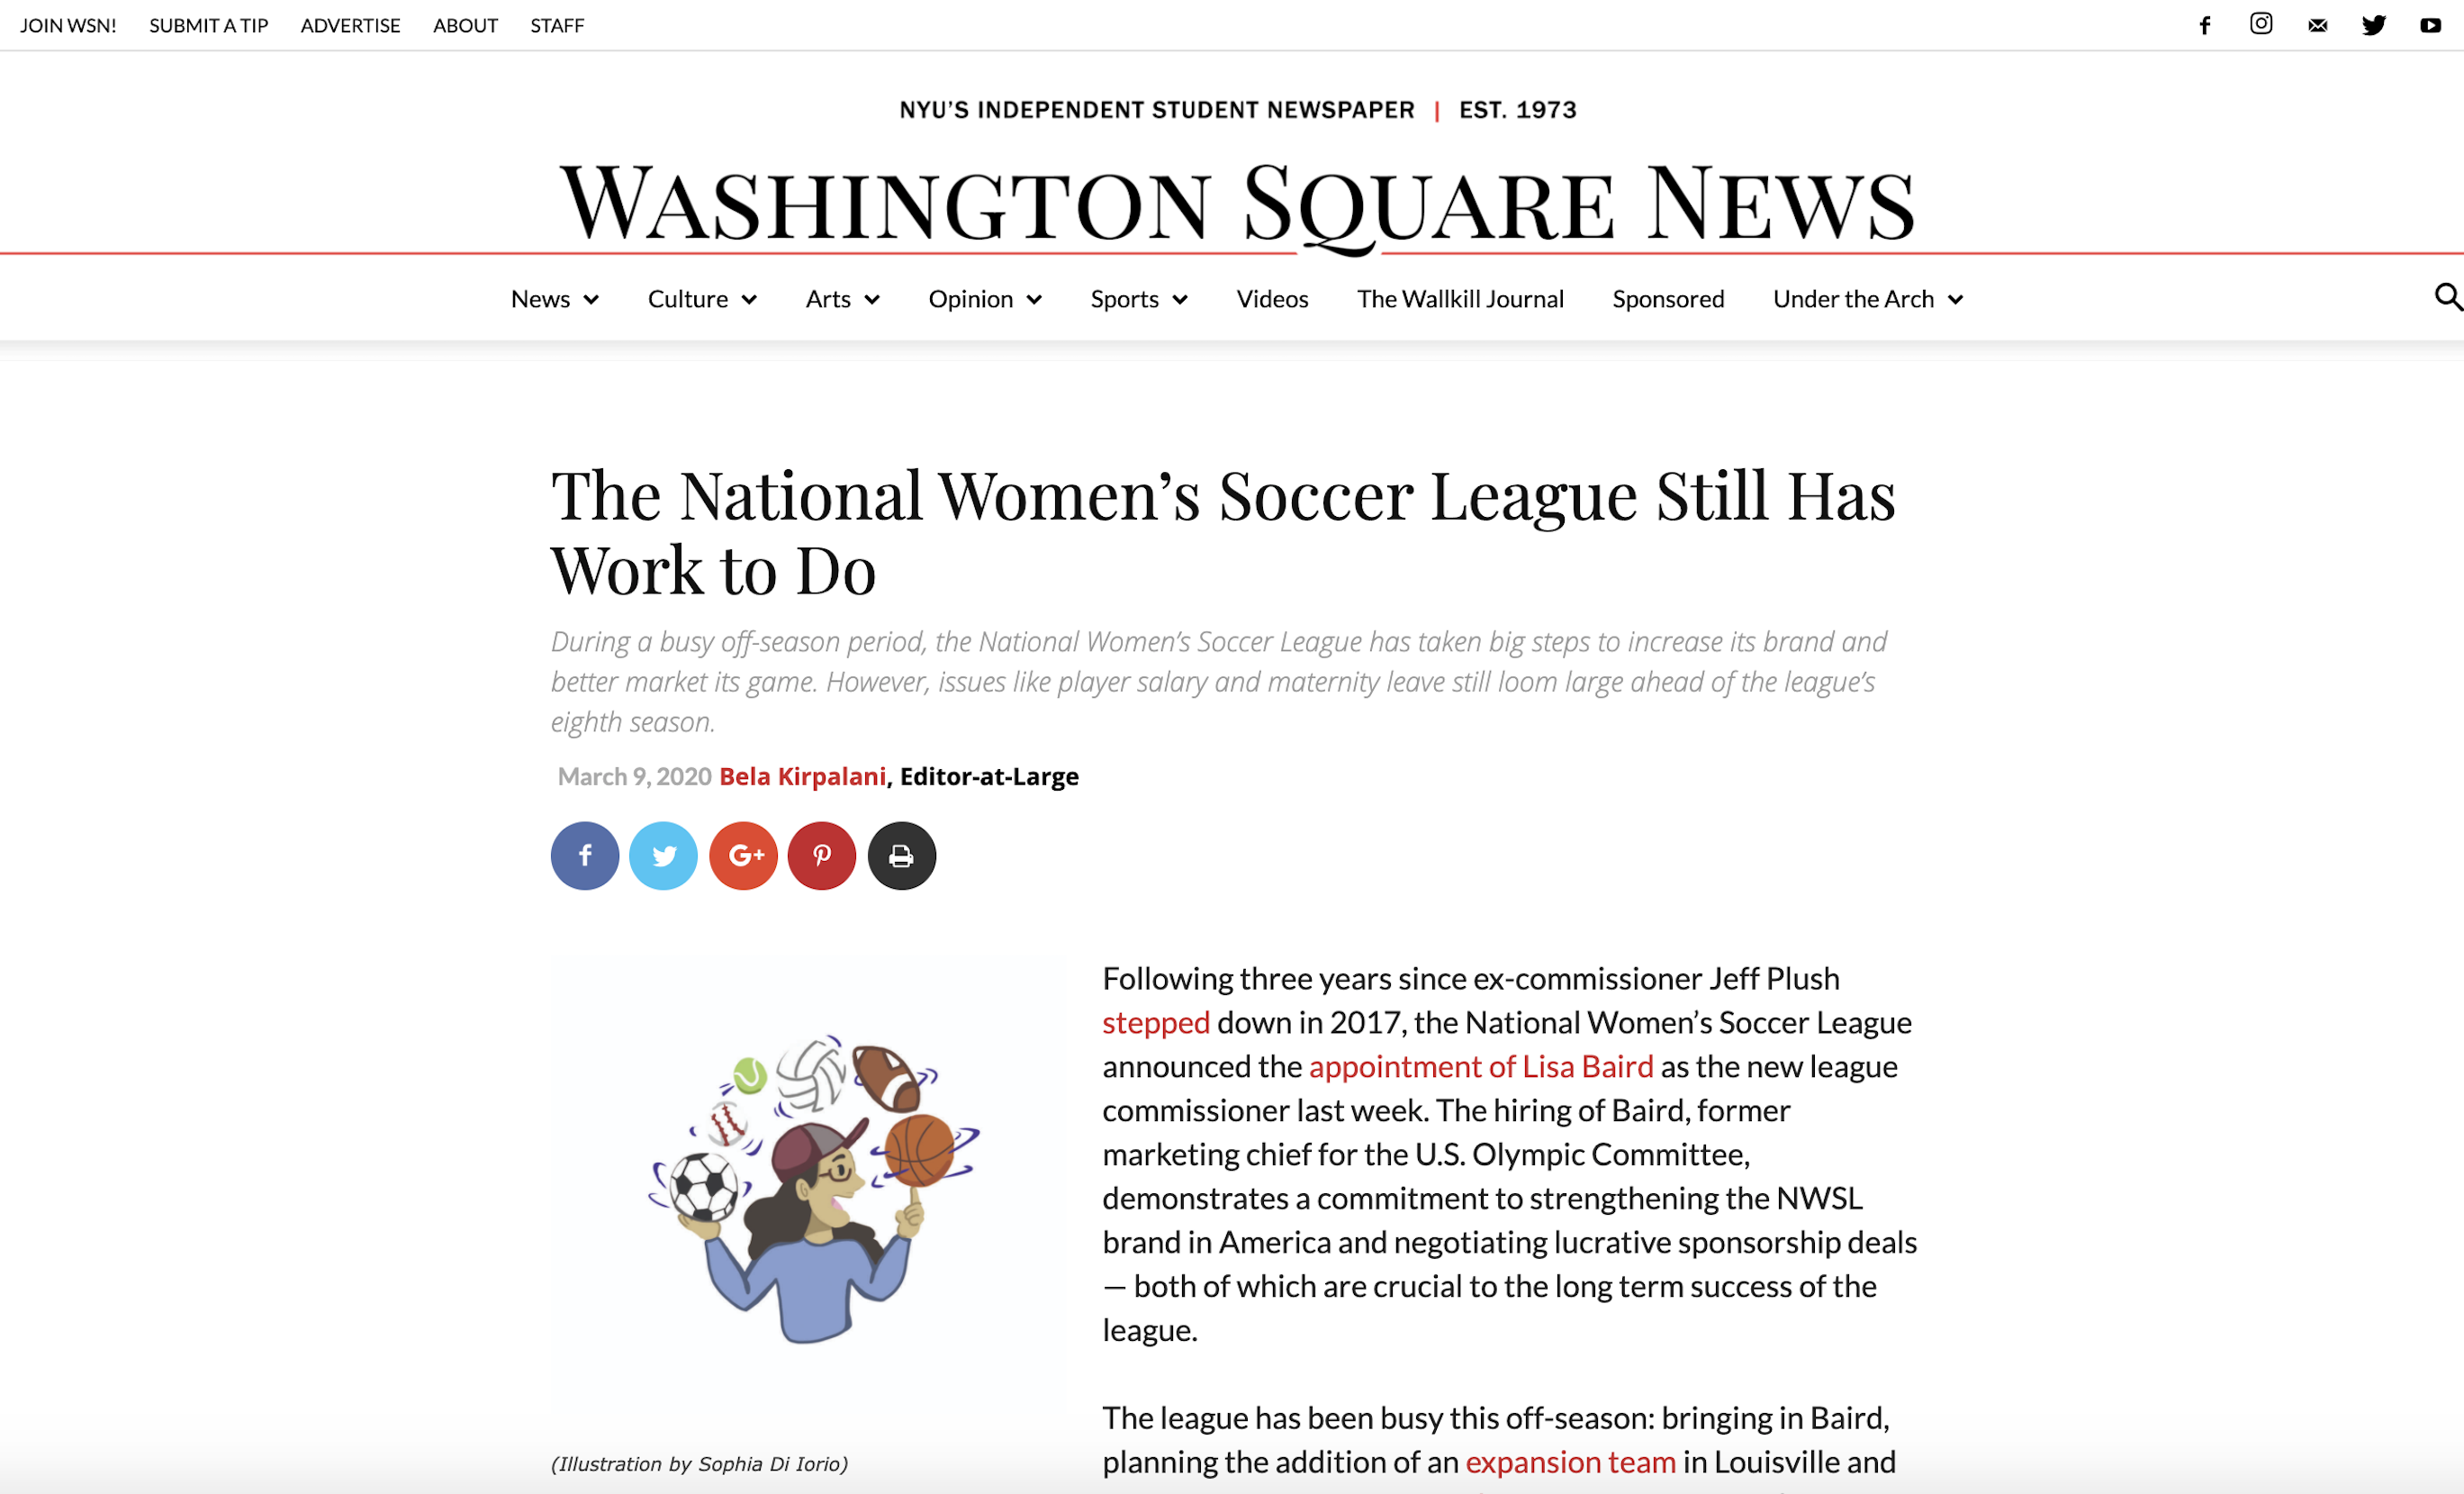 JOIN WSN! SUBMIT A TIP ADVERTISE ABOUT STAFF
NYU'S INDEPENDENT STUDENT NEWSPAPER | EST. 1973
WASHINGTON SQUARE NEWS
News Culture Arts Opinion Sports Videos The Wallkill Journal Sponsored Under the Arch
The National Women’s Soccer League Still Has
Work to Do
During a busy off-season period, the National Women’s Soccer League has taken big steps to increase its brand and
better market its game. However, issues like player salary and maternity leave still loom large ahead of the league’s
eighth season.
March 9, 2020 Bela Kirpalani, Editor-at-Large
f G+
(Illustration by Sophia Di Iorio)
Following three years since ex-commissioner Jeff Plush
stepped down in 2017, the National Women’s Soccer League
announced the appointment of Lisa Baird as the new league
commissioner last week. The hiring of Baird, former
marketing chief for the U.S. Olympic Committee,
demonstrates a commitment to strengthening the NWSL
brand in America and negotiating lucrative sponsorship deals
— both of which are crucial to the long term success of the
league.
The league has been busy this off-season: bringing in Baird,
planning the addition of an expansion team in Louisville and